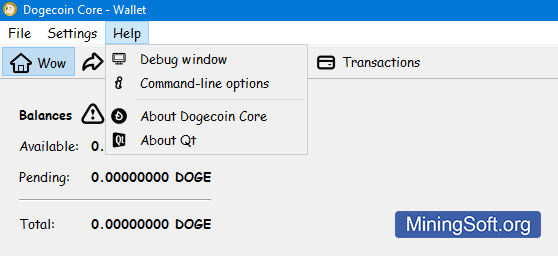 Dogecoin Core - Wallet
File Settings Help
Wow
Transactions
Debug window
Command-line options
About Dogecoin Core
Qt About Qt
Balances
Available: 0.
Pending: 0.00000000 DOGE
Total: 0.00000000 DOGE
MiningSoft.org